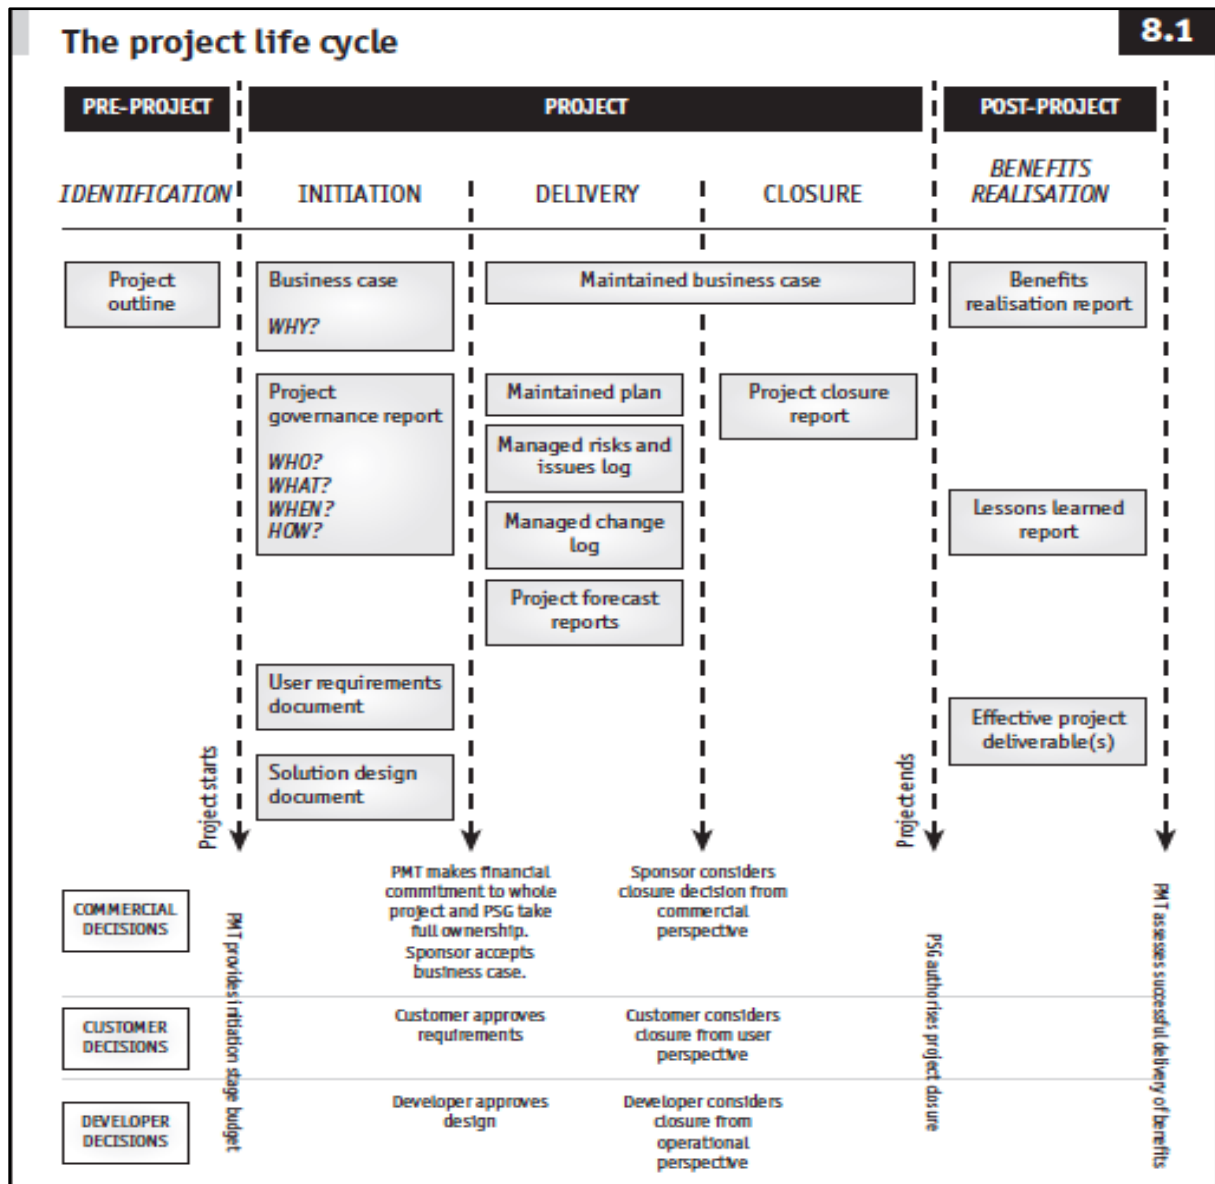 The project life cycle
8.1
PRE-PROJECT
PROJECT
POST-PROJECT
IDENTIFICATION
INITIATION
DELIVERY
CLOSURE
BENEFITS
REALISATION
Project
outline
Business case
WHY?
Maintained business case
Benefits
realisation report
Project
governance report
WHO?
WHAT?
WHEN?
HOW?
Maintained plan
Managed risks and
issues log
Managed change
log
Project forecast
reports
Project closure
report
Lessons learned
report
User requirements
document
Solution design
document
Effective project
deliverable(s)
Project starts
Project ends
COMMERCIAL
DECISIONS
PMT provides initiation stage budget
PMT makes financial
commitment to whole
project and PSG take
full ownership.
Sponsor accepts
business case.
Sponsor considers
closure decision from
commercial
perspective
PSG authorises project closure
PMT assesses successful delivery of benefits
CUSTOMER
DECISIONS
Customer approves
requirements
Customer considers
closure from user
perspective
DEVELOPER
DECISIONS
Developer approves
design
Developer considers
closure from
operational
perspective